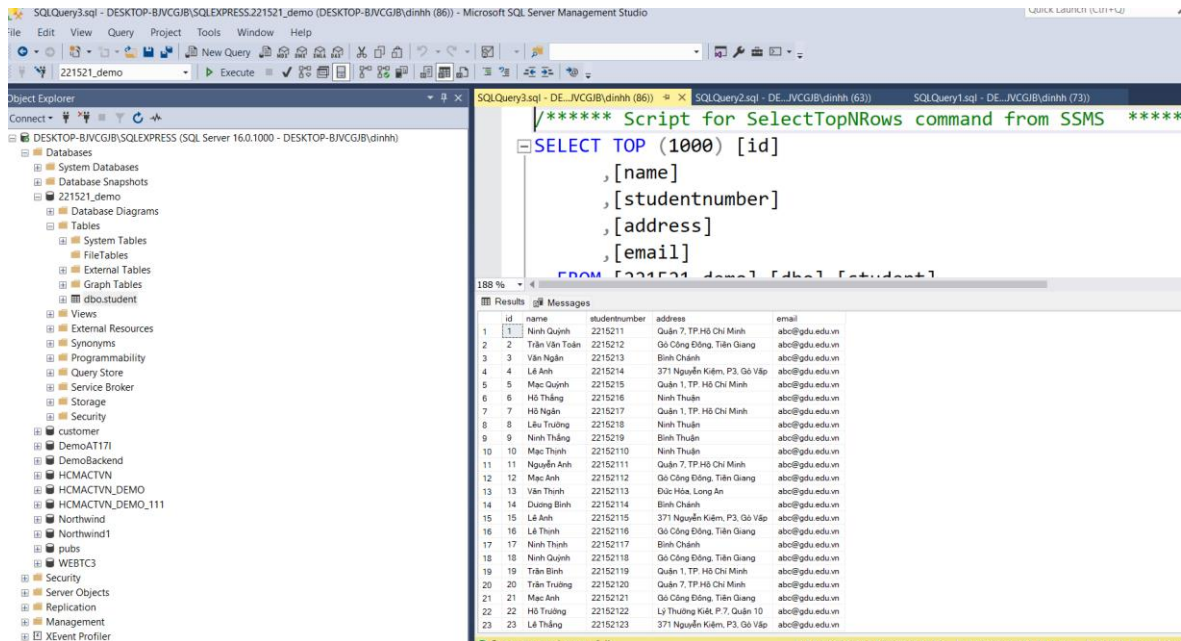 SQLQuery3.sql - DESKTOP-BJVCGJB\SQLEXPRESS.221521_demo (DESKTOP-BJVCGJB\dinhh (86)) - Microsoft SQL Server Management Studio
Quick Launch (Ctrl+Q)
File Edit View Query Project Tools Window Help
New Query
221521_demo
Execute
Object Explorer
Connect
DESKTOP-BJVCGJB\SQLEXPRESS (SQL Server 16.0.1000 - DESKTOP-BJVCGJB\dinhh)
Databases
System Databases
Database Snapshots
221521_demo
Database Diagrams
Tables
System Tables
FileTables
External Tables
Graph Tables
dbo.student
Views
External Resources
Synonyms
Programmability
Query Store
Service Broker
Storage
Security
customer
DemoAT17I
DemoBackend
HCMACTVN
HCMACTVN_DEMO
HCMACTVN_DEMO_111
Northwind
Northwind1
pubs
WEBTC3
Security
Server Objects
Replication
Management
XEvent Profiler
SQLQuery3.sql - DE...JVCGJB\dinhh (86)) SQLQuery2.sql - DE...JVCGJB\dinhh (63)) SQLQuery1.sql - DE...JVCGJB\dinhh (73))
/****** Script for SelectTopNRows command from SSMS *****
SELECT TOP (1000) [id]
,[name]
,[studentnumber]
,[address]
,[email]
FROM [221521_demo].[dbo].[student]
188 %
Results Messages
id name studentnumber address email
1 1 Ninh Quỳnh 2215211 Quận 7, TP.Hồ Chí Minh abc@gdu.edu.vn
2 2 Trần Văn Toán 2215212 Gò Công Đông, Tiền Giang abc@gdu.edu.vn
3 3 Văn Ngân 2215213 Bình Chánh abc@gdu.edu.vn
4 4 Lê Anh 2215214 371 Nguyễn Kiệm, P3, Gò Vấp abc@gdu.edu.vn
5 5 Mạc Quỳnh 2215215 Quận 1, TP. Hồ Chí Minh abc@gdu.edu.vn
6 6 Hồ Thắng 2215216 Ninh Thuận abc@gdu.edu.vn
7 7 Hồ Ngân 2215217 Quận 1, TP. Hồ Chí Minh abc@gdu.edu.vn
8 8 Lều Trường 2215218 Ninh Thuận abc@gdu.edu.vn
9 9 Ninh Thắng 2215219 Bình Thuận abc@gdu.edu.vn
10 10 Mạc Thịnh 22152110 Ninh Thuận abc@gdu.edu.vn
11 11 Nguyễn Anh 22152111 Quận 7, TP.Hồ Chí Minh abc@gdu.edu.vn
12 12 Mạc Anh 22152112 Gò Công Đông, Tiền Giang abc@gdu.edu.vn
13 13 Văn Thịnh 22152113 Đức Hòa, Long An abc@gdu.edu.vn
14 14 Dương Bình 22152114 Bình Chánh abc@gdu.edu.vn
15 15 Lê Anh 22152115 371 Nguyễn Kiệm, P3, Gò Vấp abc@gdu.edu.vn
16 16 Lê Thịnh 22152116 Gò Công Đông, Tiền Giang abc@gdu.edu.vn
17 17 Ninh Thịnh 22152117 Bình Chánh abc@gdu.edu.vn
18 18 Ninh Quỳnh 22152118 Gò Công Đông, Tiền Giang abc@gdu.edu.vn
19 19 Trần Bình 22152119 Quận 1, TP. Hồ Chí Minh abc@gdu.edu.vn
20 20 Trần Trường 22152120 Quận 7, TP.Hồ Chí Minh abc@gdu.edu.vn
21 21 Mạc Anh 22152121 Gò Công Đông, Tiền Giang abc@gdu.edu.vn
22 22 Hồ Trường 22152122 Lý Thường Kiệt, P.7, Quận 10 abc@gdu.edu.vn
23 23 Lê Thắng 22152123 371 Nguyễn Kiệm, P3, Gò Vấp abc@gdu.edu.vn